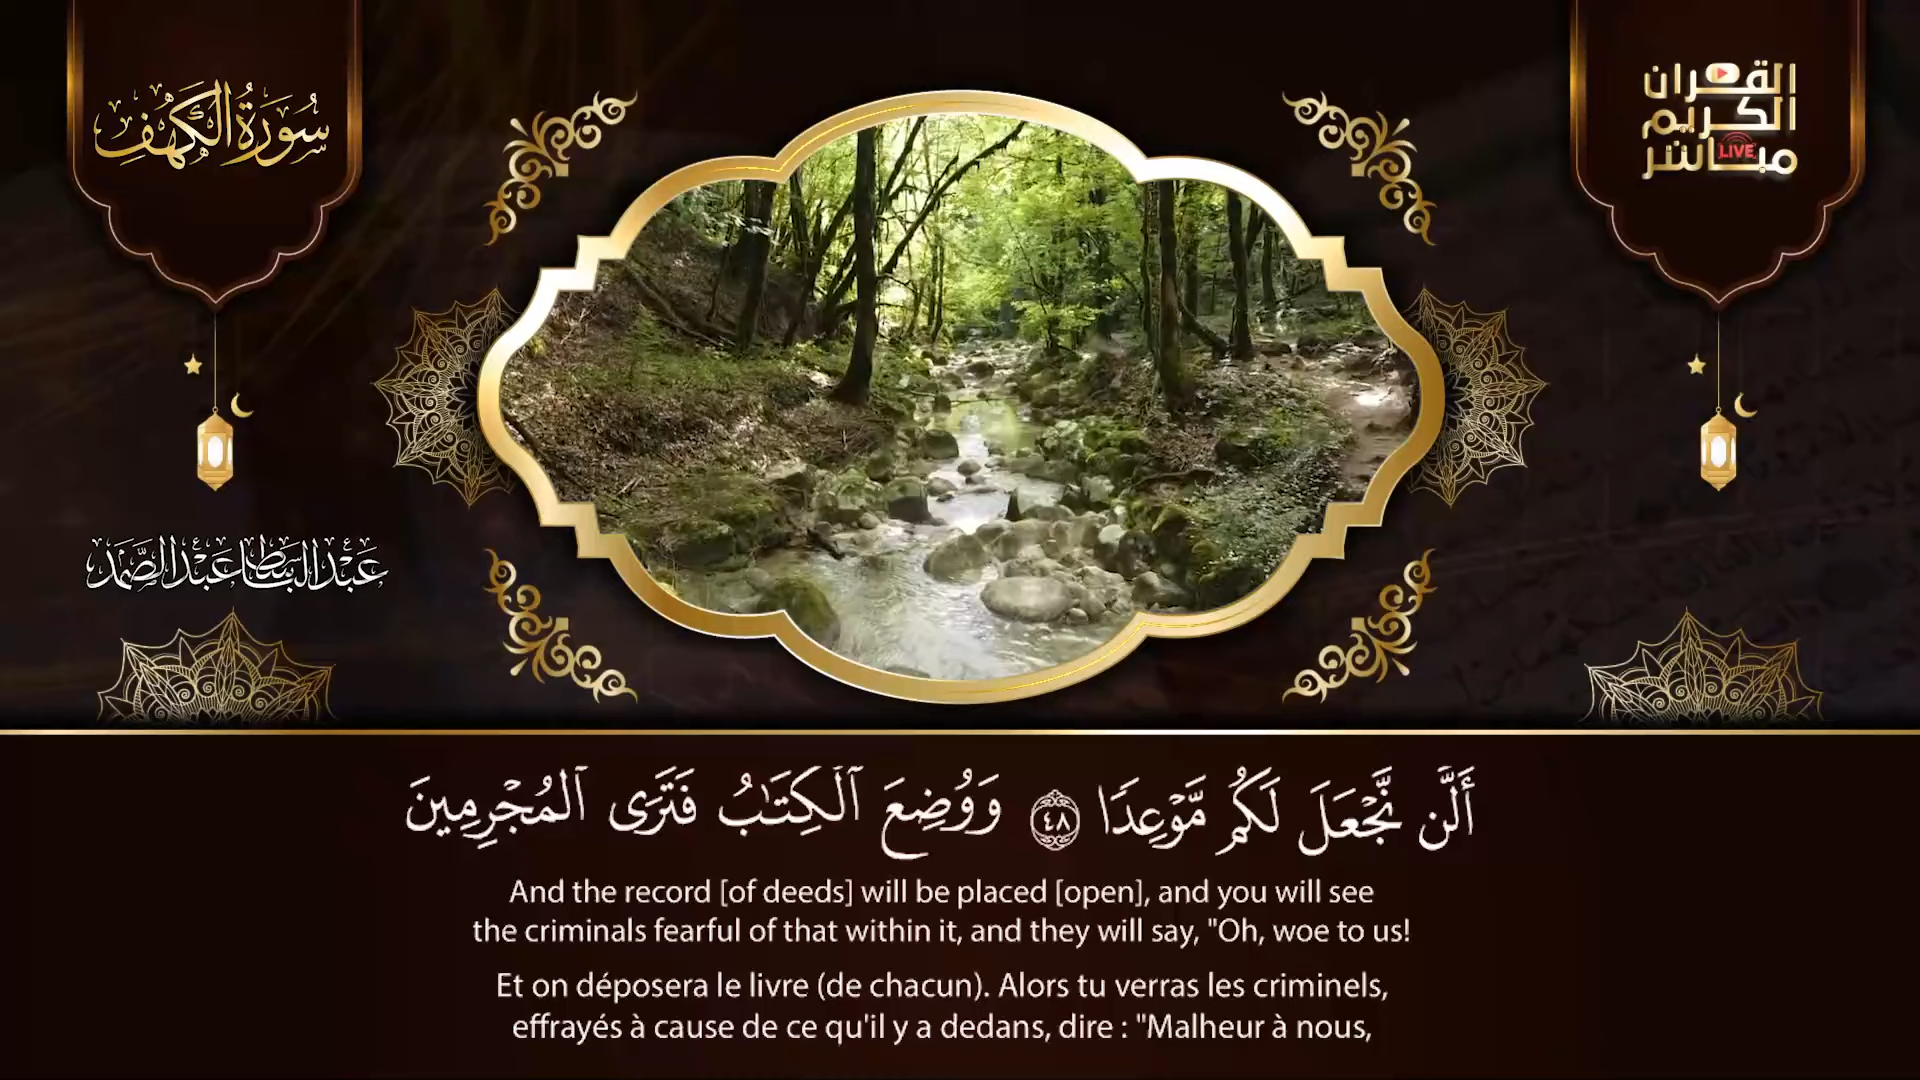 سُورَةُ الكَهْفِ
القرآن
الكريم
مباشر
LIVE
عبد الباسط عبد الصمد
أَلَّن نَّجْعَلَ لَكُم مَّوْعِدًا ٤٨ وَوُضِعَ ٱلْكِتَٰبُ فَتَرَى ٱلْمُجْرِمِينَ
And the record [of deeds] will be placed [open], and you will see
the criminals fearful of that within it, and they will say, "Oh, woe to us!
Et on déposera le livre (de chacun). Alors tu verras les criminels,
effrayés à cause de ce qu'il y a dedans, dire : "Malheur à nous,